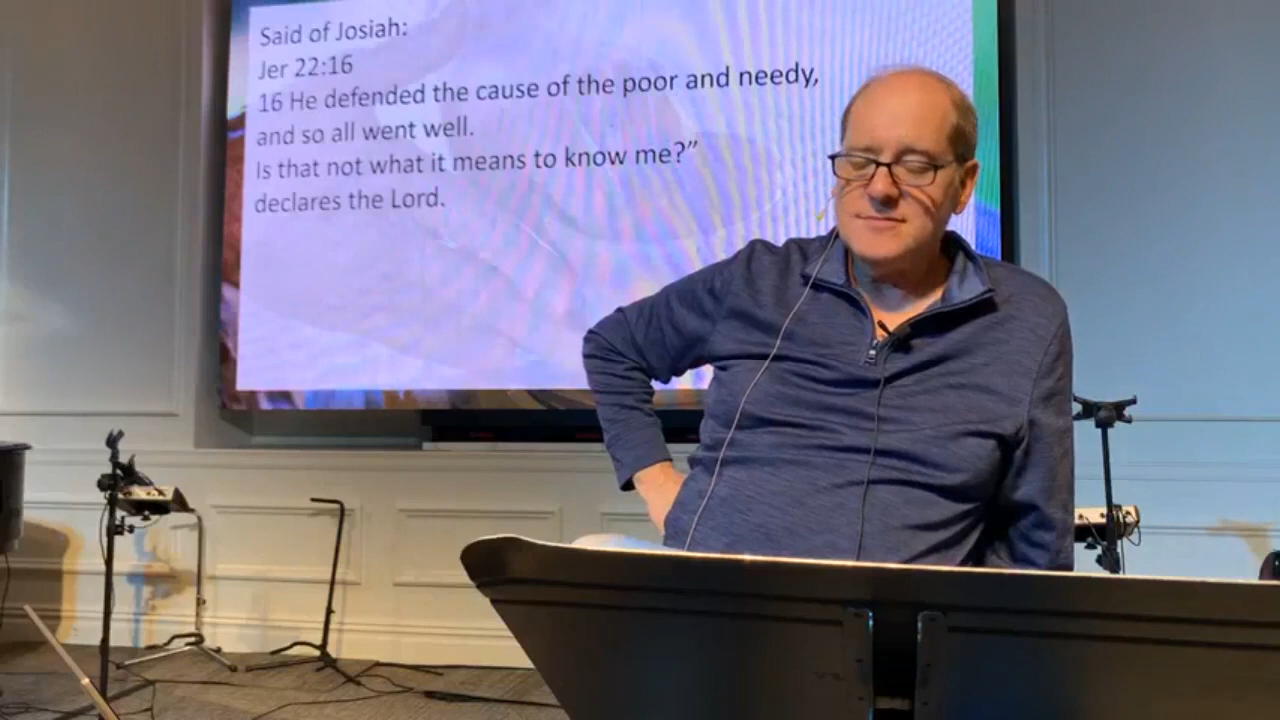 Said of Josiah:
Jer 22:16
16 He defended the cause of the poor and needy,
and so all went well.
Is that not what it means to know me?”
declares the Lord.